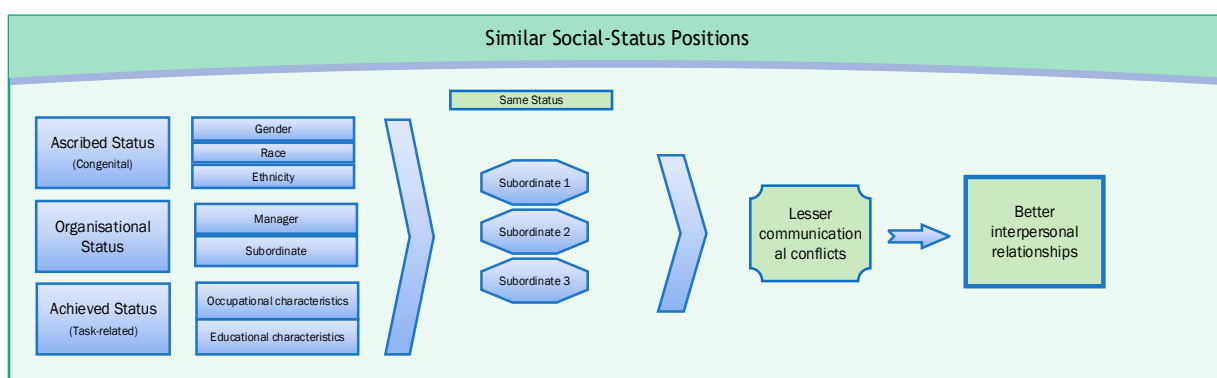 Similar Social-Status Positions
Same Status
Ascribed Status
(Congenital)
Gender
Race
Ethnicity
Organisational
Status
Manager
Subordinate
Achieved Status
(Task-related)
Occupational characteristics
Educational characteristics
Subordinate 1
Subordinate 2
Subordinate 3
Lesser
communication
al conflicts
Better
interpersonal
relationships